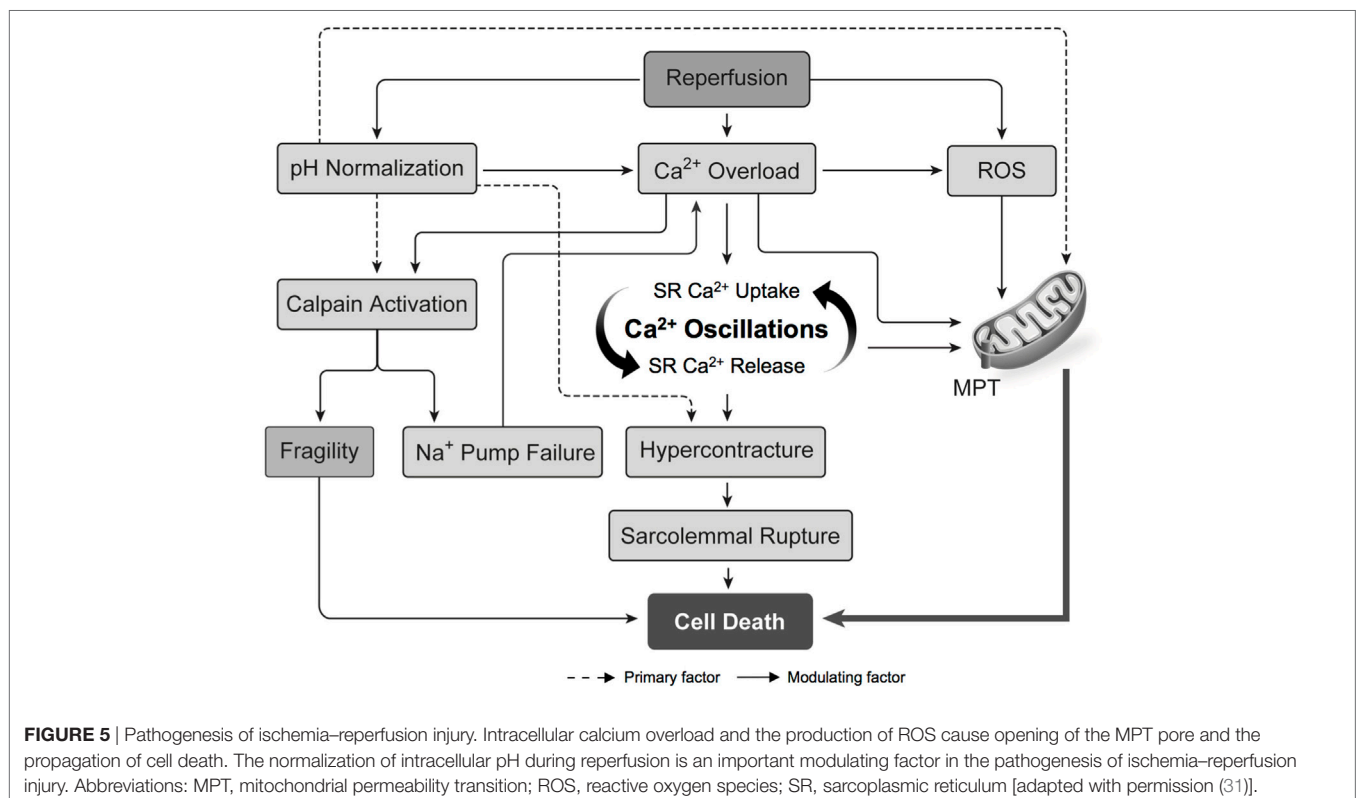 Reperfusion
pH Normalization
Ca²⁺ Overload
ROS
Calpain Activation
SR Ca²⁺ Uptake
Ca²⁺ Oscillations
SR Ca²⁺ Release
MPT
Fragility
Na⁺ Pump Failure
Hypercontracture
Sarcolemmal Rupture
Cell Death
Primary factor
Modulating factor
FIGURE 5 | Pathogenesis of ischemia–reperfusion injury. Intracellular calcium overload and the production of ROS cause opening of the MPT pore and the
propagation of cell death. The normalization of intracellular pH during reperfusion is an important modulating factor in the pathogenesis of ischemia–reperfusion
injury. Abbreviations: MPT, mitochondrial permeability transition; ROS, reactive oxygen species; SR, sarcoplasmic reticulum [adapted with permission (31)].